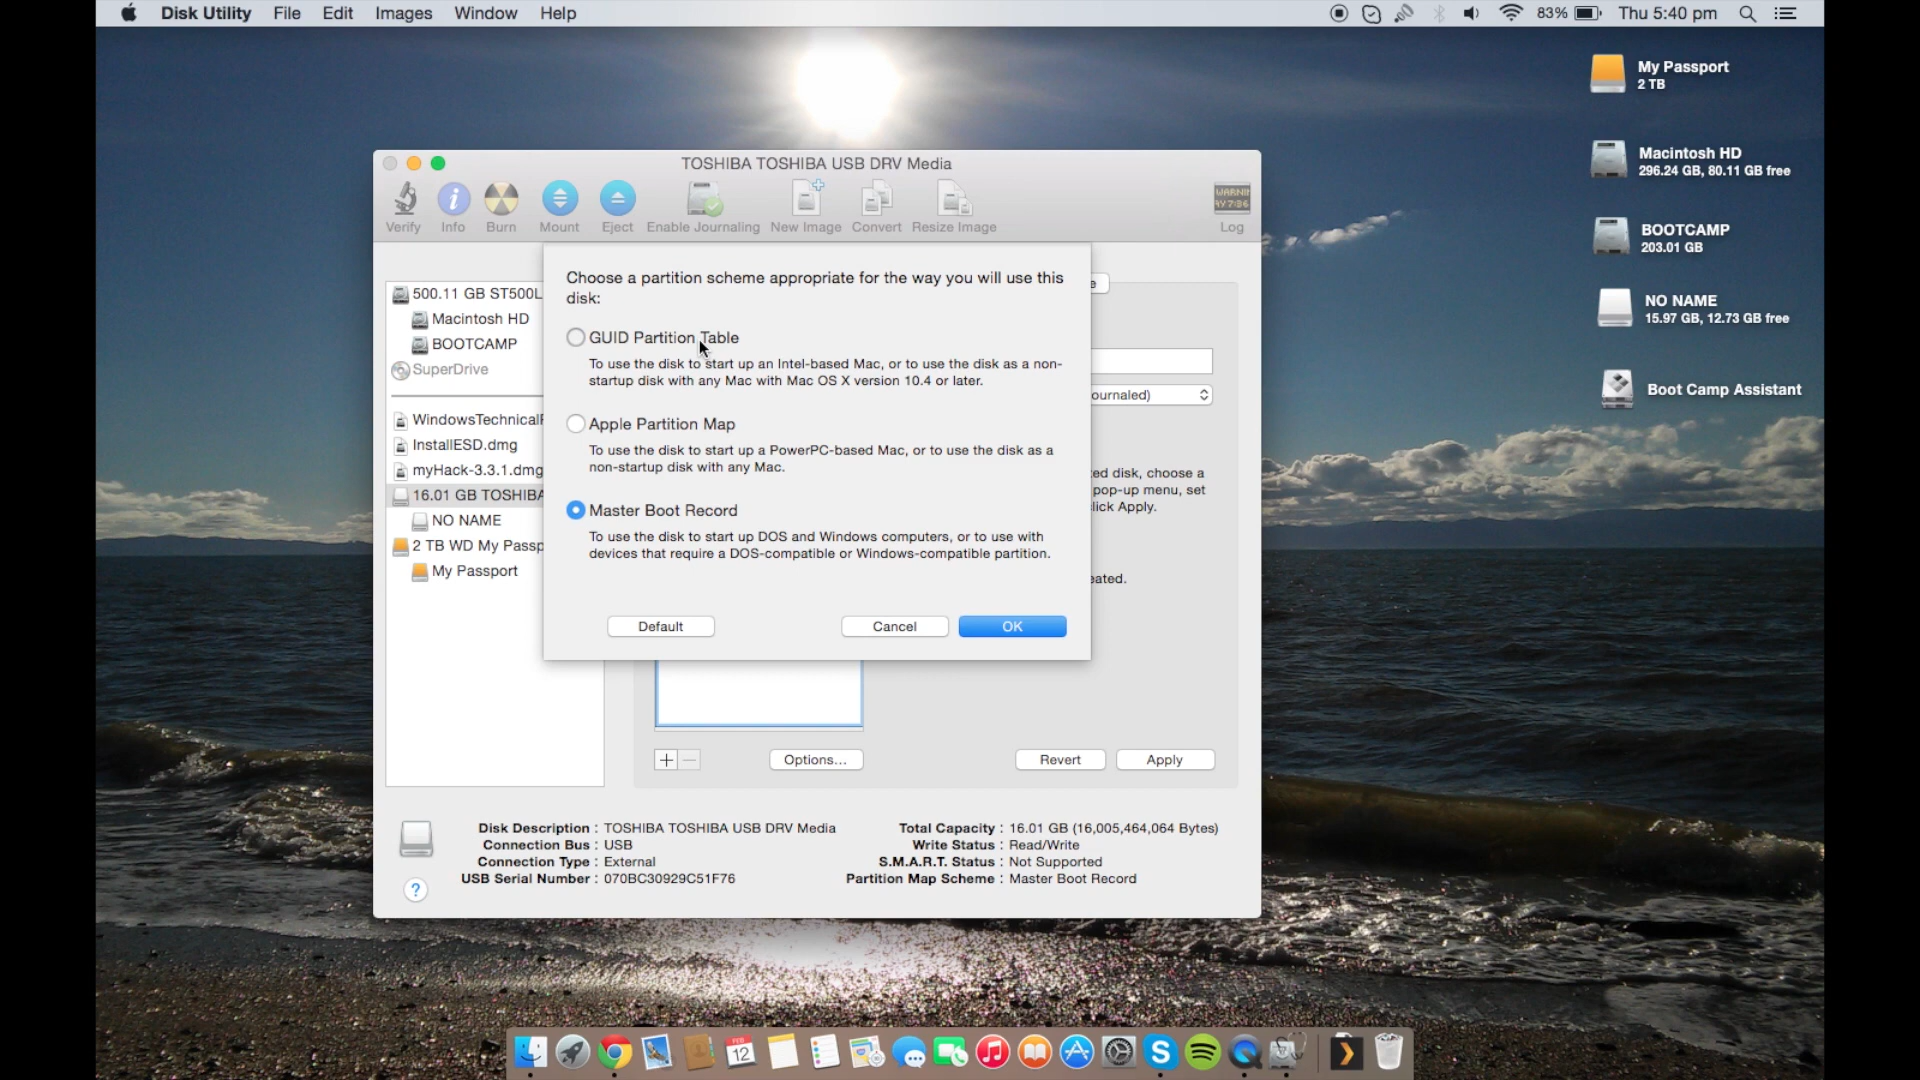 Disk Utility File Edit Images Window Help
83% Thu 5:40 pm
My Passport
2 TB
Macintosh HD
296.24 GB, 80.11 GB free
BOOTCAMP
203.01 GB
NO NAME
15.97 GB, 12.73 GB free
Boot Camp Assistant
TOSHIBA TOSHIBA USB DRV Media
WARNIN
AY 7:36
Verify Info Burn Mount Eject Enable Journaling New Image Convert Resize Image Log
500.11 GB ST500L
Macintosh HD
BOOTCAMP
SuperDrive
WindowsTechnicalP
InstallESD.dmg
myHack-3.3.1.dmg
16.01 GB TOSHIBA
NO NAME
2 TB WD My Passp
My Passport
Choose a partition scheme appropriate for the way you will use this
disk:
GUID Partition Table
To use the disk to start up an Intel-based Mac, or to use the disk as a non-
startup disk with any Mac with Mac OS X version 10.4 or later.
Apple Partition Map
To use the disk to start up a PowerPC-based Mac, or to use the disk as a
non-startup disk with any Mac.
Master Boot Record
To use the disk to start up DOS and Windows computers, or to use with
devices that require a DOS-compatible or Windows-compatible partition.
Default Cancel OK
e
ournaled)
ed disk, choose a
pop-up menu, set
lick Apply.
eated.
Options... Revert Apply
Disk Description : TOSHIBA TOSHIBA USB DRV Media
Connection Bus : USB
Connection Type : External
USB Serial Number : 070BC30929C51F76
Total Capacity : 16.01 GB (16,005,464,064 Bytes)
Write Status : Read/Write
S.M.A.R.T. Status : Not Supported
Partition Map Scheme : Master Boot Record
?
FEB
12